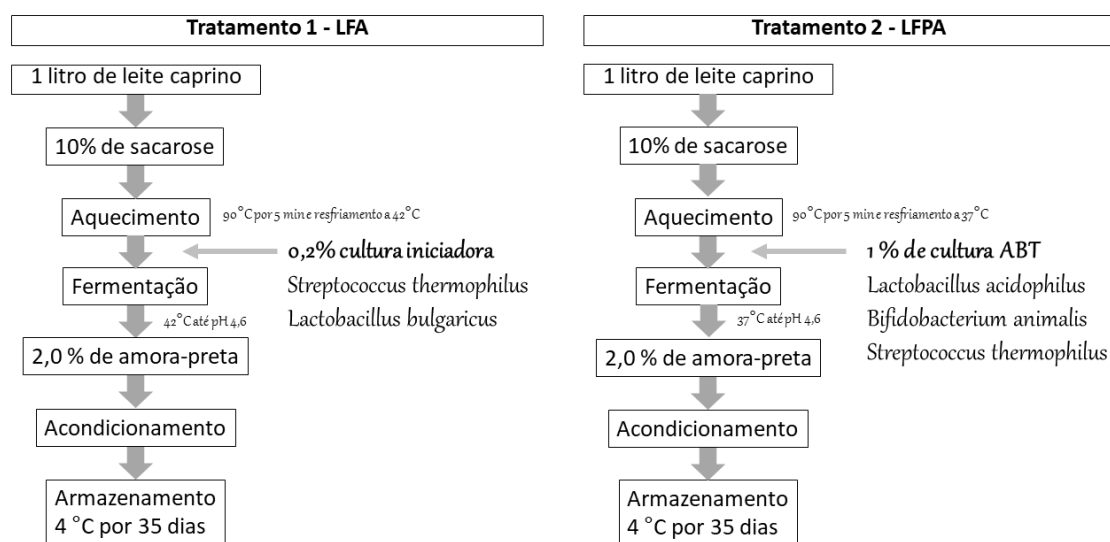 Tratamento 1 - LFA
1 litro de leite caprino
10% de sacarose
Aquecimento
90°C por 5 min e resfriamento a 42°C
0,2% cultura iniciadora
Streptococcus thermophilus
Lactobacillus bulgaricus
Fermentação
42°C até pH 4,6
2,0 % de amora-preta
Acondicionamento
Armazenamento
4 °C por 35 dias
Tratamento 2 - LFPA
1 litro de leite caprino
10% de sacarose
Aquecimento
90°C por 5 min e resfriamento a 37°C
1 % de cultura ABT
Lactobacillus acidophilus
Bifidobacterium animalis
Streptococcus thermophilus
Fermentação
37°C até pH 4,6
2,0 % de amora-preta
Acondicionamento
Armazenamento
4 °C por 35 dias